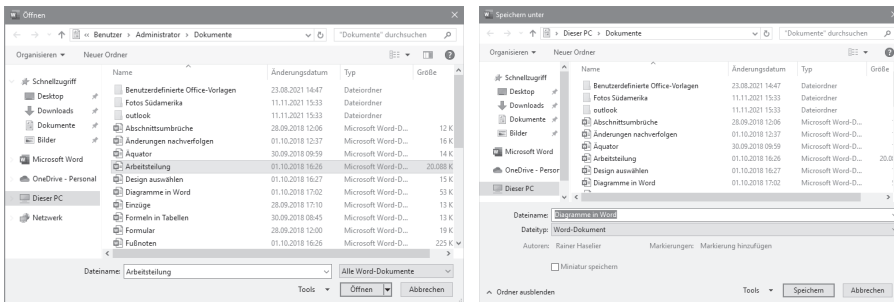 Öffnen
« Benutzer › Administrator › Dokumente
"Dokumente" durchsuchen
Organisieren ▾ Neuer Ordner
Name Änderungsdatum Typ Größe
Schnellzugriff
Desktop
Downloads
Dokumente
Bilder
Microsoft Word
OneDrive - Personal
Dieser PC
Netzwerk
Benutzerdefinierte Office-Vorlagen 23.08.2021 14:47 Dateiordner
Fotos Südamerika 11.11.2021 15:33 Dateiordner
outlook 11.11.2021 15:33 Dateiordner
Abschnittsumbrüche 28.09.2018 12:06 Microsoft Word-D... 12 K
Änderungen nachverfolgen 01.10.2018 12:37 Microsoft Word-D... 16 K
Äquator 30.09.2018 09:59 Microsoft Word-D... 14 K
Arbeitsteilung 01.10.2018 16:26 Microsoft Word-D... 20.088 K
Design auswählen 01.10.2018 16:27 Microsoft Word-D... 15 K
Diagramme in Word 01.10.2018 17:02 Microsoft Word-D... 53 K
Einzüge 28.09.2018 17:10 Microsoft Word-D... 13 K
Formeln in Tabellen 30.09.2018 08:45 Microsoft Word-D... 13 K
Formular 28.09.2018 12:00 Microsoft Word-D... 19 K
Fußnoten 01.10.2018 16:26 Microsoft Word-D... 225 K
Dateiname: Arbeitsteilung Alle Word-Dokumente
Tools ▾ Öffnen Abbrechen
Speichern unter
› Dieser PC › Dokumente
"Dokumente" durchsuchen
Organisieren ▾ Neuer Ordner
Name Änderungsdatum Typ Größe
Schnellzugriff
Desktop
Downloads
Dokumente
Bilder
Microsoft Word
OneDrive - Person
Dieser PC
Benutzerdefinierte Office-Vorlagen 23.08.2021 14:47 Dateiordner
Fotos Südamerika 11.11.2021 15:33 Dateiordner
outlook 11.11.2021 15:33 Dateiordner
Abschnittsumbrüche 28.09.2018 12:06 Microsoft Word-D...
Änderungen nachverfolgen 01.10.2018 12:37 Microsoft Word-D...
Äquator 30.09.2018 09:59 Microsoft Word-D...
Arbeitsteilung 01.10.2018 16:26 Microsoft Word-D... 20.0
Design auswählen 01.10.2018 16:27 Microsoft Word-D...
Diagramme in Word 01.10.2018 17:02 Microsoft Word-D...
Dateiname: Diagramme in Word
Dateityp: Word-Dokument
Autoren: Rainer Haselier Markierungen: Markierung hinzufügen
Miniatur speichern
Ordner ausblenden Tools ▾ Speichern Abbrechen